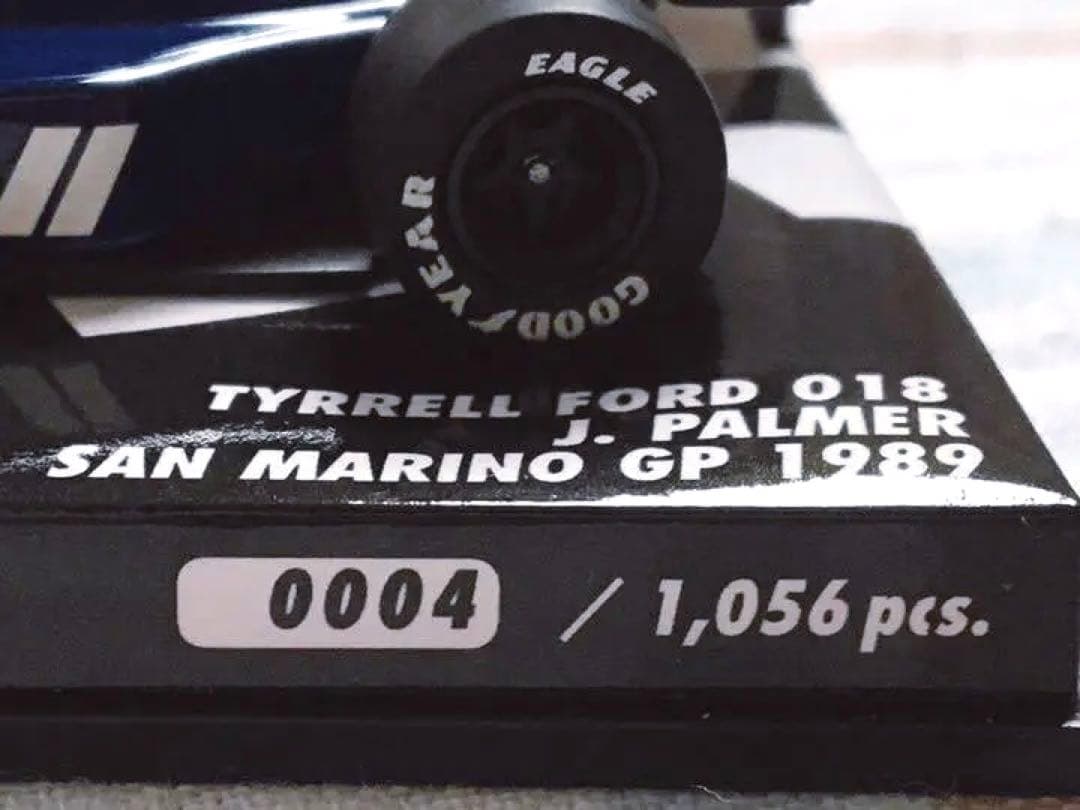 EAGLE
GOODYEAR
TYRRELL FORD 018
J. PALMER
SAN MARINO GP 1989
0004 / 1,056 pcs.